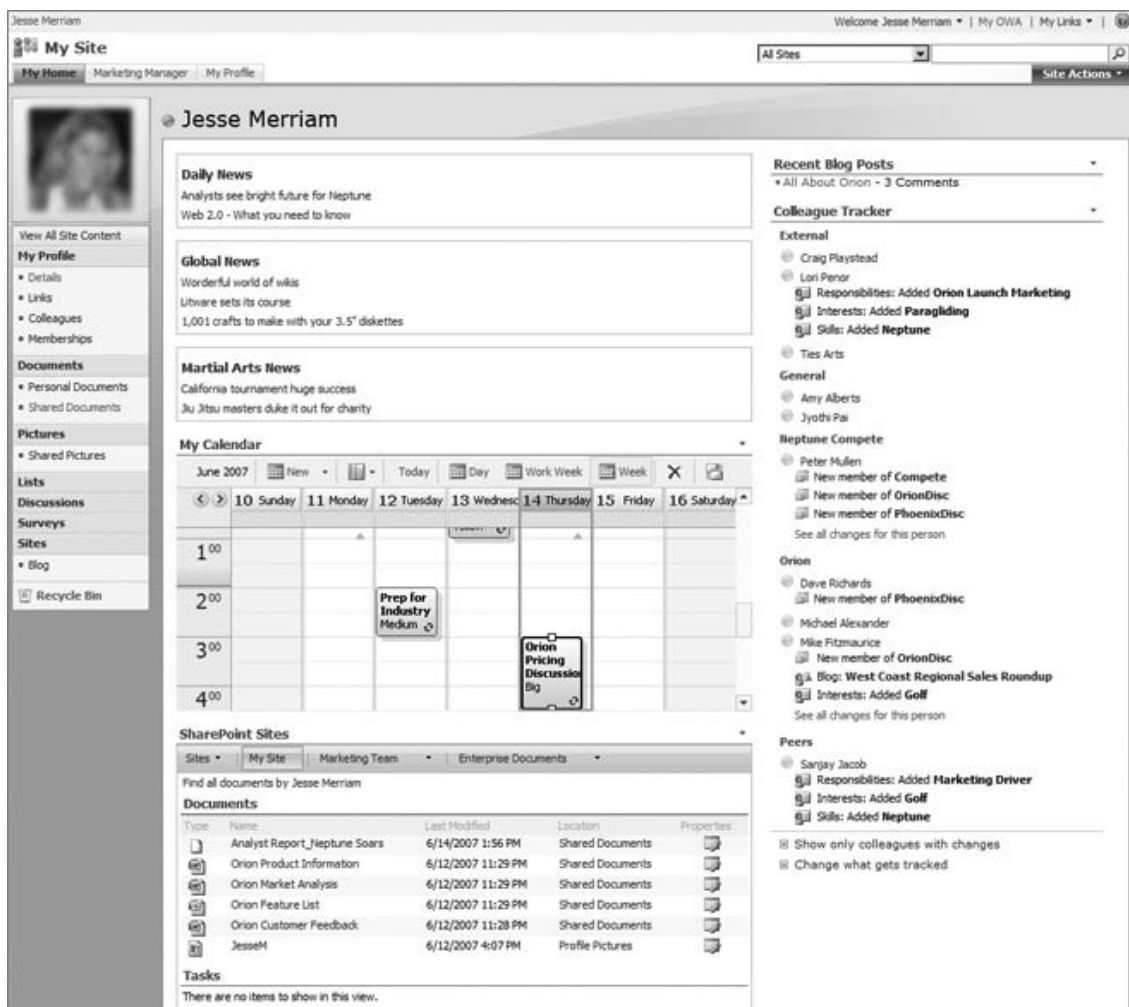 Jesse Merriam
Welcome Jesse Merriam | My OWA | My Links |
My Site
All Sites
My Home Marketing Manager My Profile
Site Actions
Jesse Merriam
View All Site Content
My Profile
Details
Links
Colleagues
Memberships
Documents
Personal Documents
Shared Documents
Pictures
Shared Pictures
Lists
Discussions
Surveys
Sites
Blog
Recycle Bin
Daily News
Analysts see bright future for Neptune
Web 2.0 - What you need to know
Global News
Worderful world of wikis
Litware sets its course
1,001 crafts to make with your 3.5" diskettes
Martial Arts News
California tournament huge success
Jiu Jitsu masters duke it out for charity
My Calendar
June 2007 New Today Day Work Week Week
10 Sunday 11 Monday 12 Tuesday 13 Wednesc 14 Thursday 15 Friday 16 Saturday
1 00
2 00
Prep for
Industry
Medium
3 00
Orion
Pricing
Discussion
Big
4 00
SharePoint Sites
Sites My Site Marketing Team Enterprise Documents
Find all documents by Jesse Merriam
Documents
Type Name Last Modified Location Properties
Analyst Report_Neptune Soars 6/14/2007 1:56 PM Shared Documents
Orion Product Information 6/12/2007 11:29 PM Shared Documents
Orion Market Analysis 6/12/2007 11:29 PM Shared Documents
Orion Feature List 6/12/2007 11:29 PM Shared Documents
Orion Customer Feedback 6/12/2007 11:28 PM Shared Documents
JesseM 6/12/2007 4:07 PM Profile Pictures
Tasks
There are no items to show in this view.
Recent Blog Posts
All About Orion - 3 Comments
Colleague Tracker
External
Craig Playstead
Lori Penor
Responsibilities: Added Orion Launch Marketing
Interests: Added Paragliding
Skills: Added Neptune
Ties Arts
General
Amy Alberts
Jyothi Pai
Neptune Compete
Peter Mullen
New member of Compete
New member of OrionDisc
New member of PhoenixDisc
See all changes for this person
Orion
Dave Richards
New member of PhoenixDisc
Michael Alexander
Mike Fitzmaurice
New member of OrionDisc
Blog: West Coast Regional Sales Roundup
Interests: Added Golf
See all changes for this person
Peers
Sanjay Jacob
Responsibilities: Added Marketing Driver
Interests: Added Golf
Skills: Added Neptune
Show only colleagues with changes
Change what gets tracked